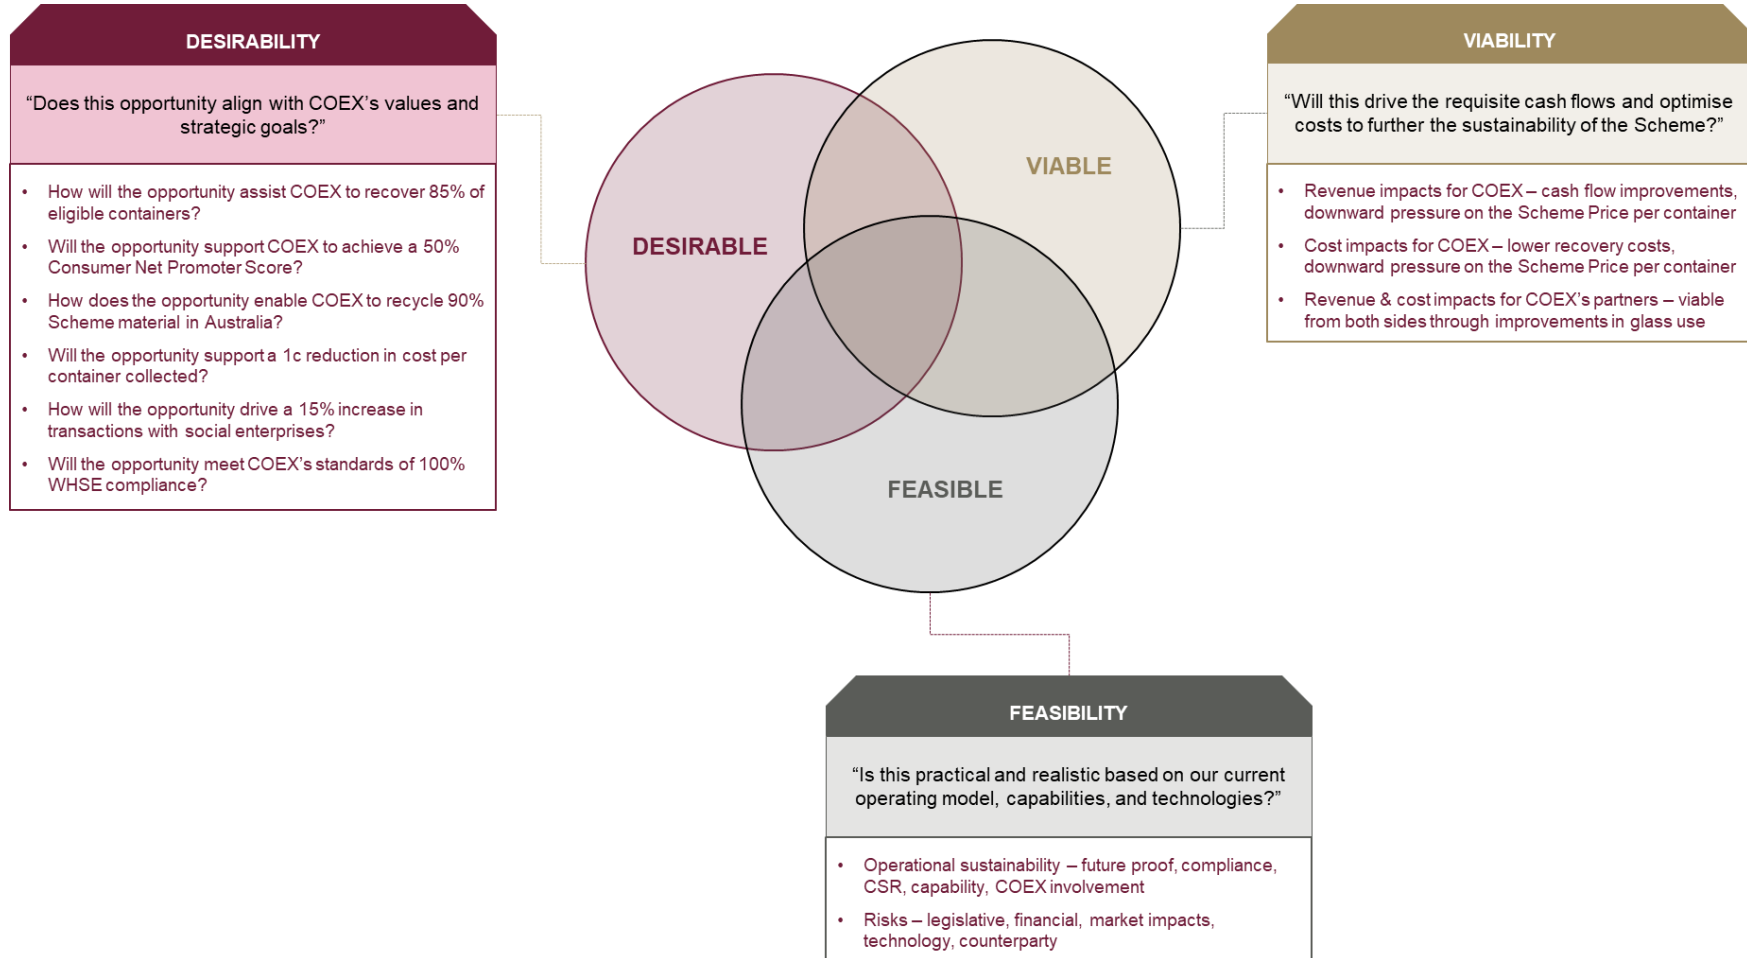 DESIRABILITY
“Does this opportunity align with COEX’s values and
strategic goals?”
• How will the opportunity assist COEX to recover 85% of
eligible containers?
• Will the opportunity support COEX to achieve a 50%
Consumer Net Promoter Score?
• How does the opportunity enable COEX to recycle 90%
Scheme material in Australia?
• Will the opportunity support a 1c reduction in cost per
container collected?
• How will the opportunity drive a 15% increase in
transactions with social enterprises?
• Will the opportunity meet COEX’s standards of 100%
WHSE compliance?
DESIRABLE
VIABLE
FEASIBLE
VIABILITY
“Will this drive the requisite cash flows and optimise
costs to further the sustainability of the Scheme?”
• Revenue impacts for COEX – cash flow improvements,
downward pressure on the Scheme Price per container
• Cost impacts for COEX – lower recovery costs,
downward pressure on the Scheme Price per container
• Revenue & cost impacts for COEX’s partners – viable
from both sides through improvements in glass use
FEASIBILITY
“Is this practical and realistic based on our current
operating model, capabilities, and technologies?”
• Operational sustainability – future proof, compliance,
CSR, capability, COEX involvement
• Risks – legislative, financial, market impacts,
technology, counterparty